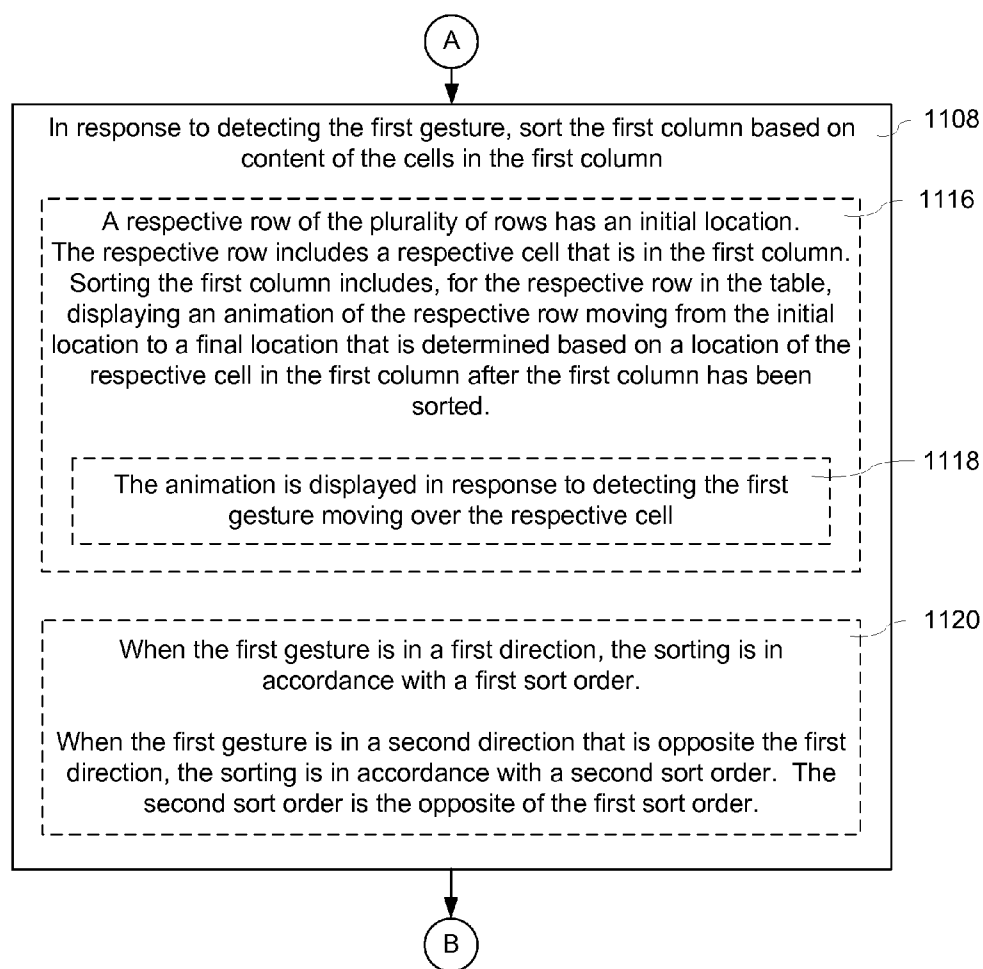 A
In response to detecting the first gesture, sort the first column based on
content of the cells in the first column
1108
A respective row of the plurality of rows has an initial location.
The respective row includes a respective cell that is in the first column.
Sorting the first column includes, for the respective row in the table,
displaying an animation of the respective row moving from the initial
location to a final location that is determined based on a location of the
respective cell in the first column after the first column has been
sorted.
1116
The animation is displayed in response to detecting the first
gesture moving over the respective cell
1118
When the first gesture is in a first direction, the sorting is in
accordance with a first sort order.
When the first gesture is in a second direction that is opposite the first
direction, the sorting is in accordance with a second sort order.  The
second sort order is the opposite of the first sort order.
1120
B